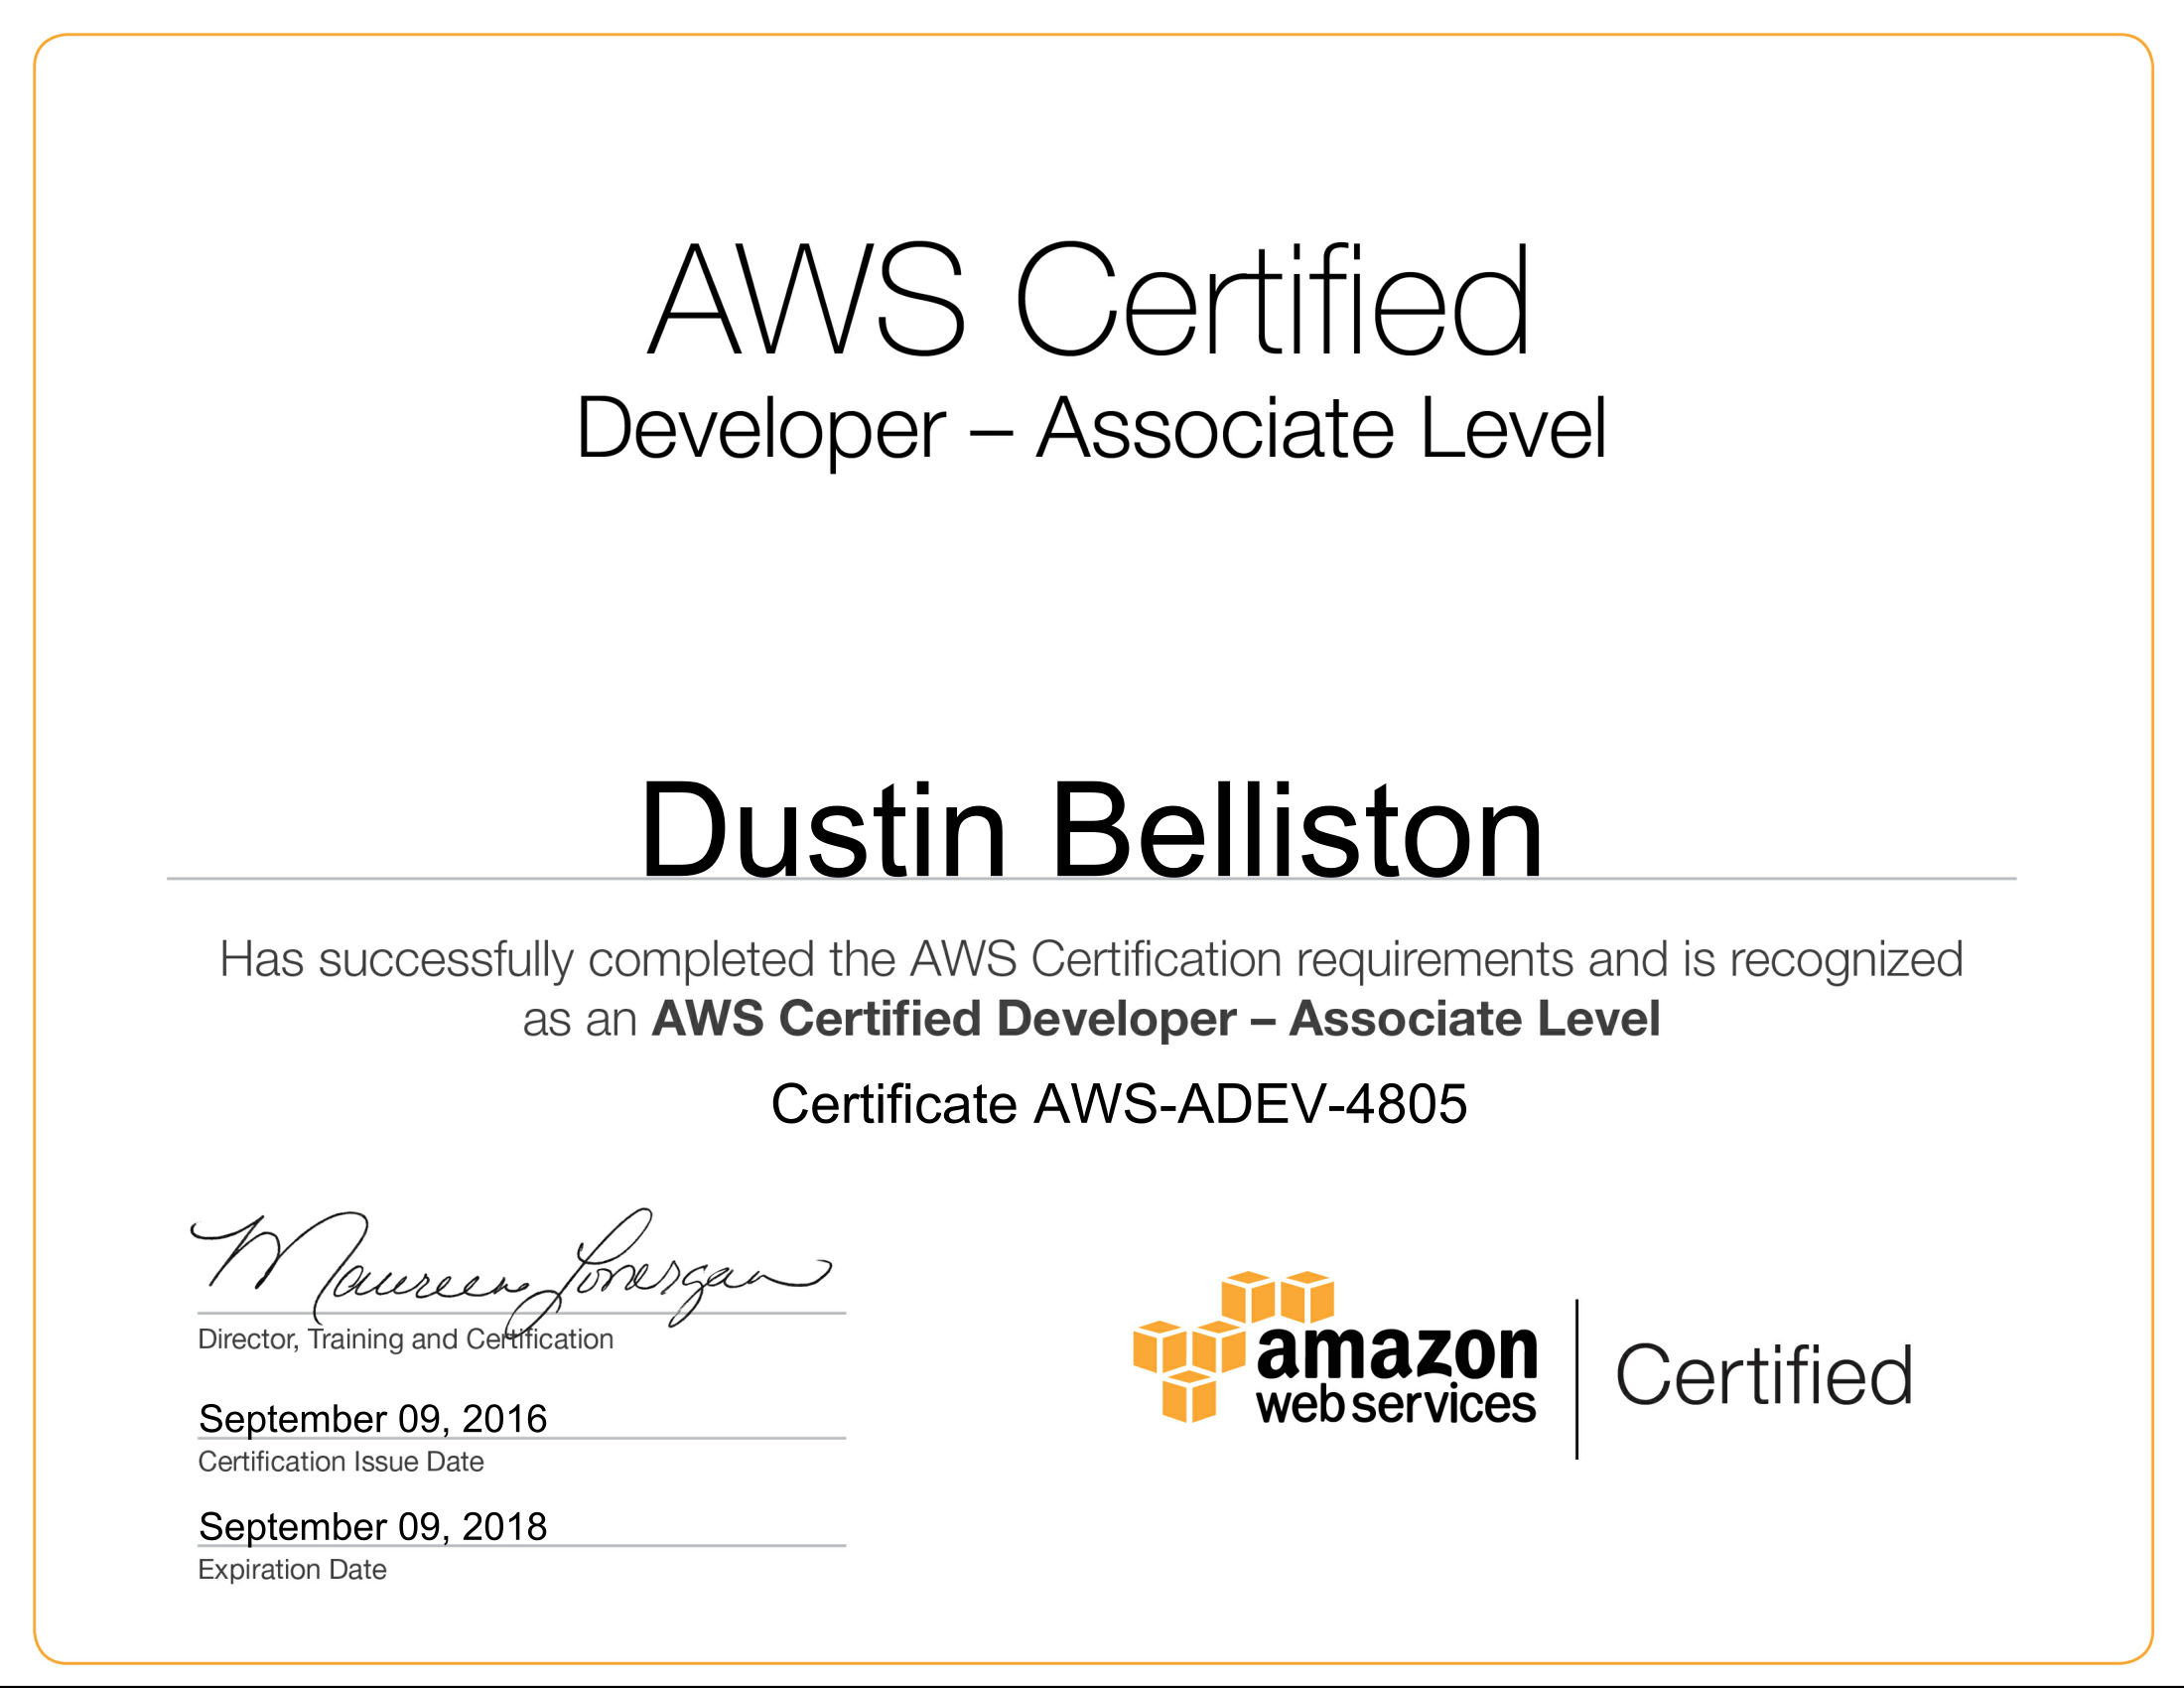 AWS Certified
Developer – Associate Level
Dustin Belliston
Has successfully completed the AWS Certification requirements and is recognized
as an AWS Certified Developer – Associate Level
Certificate AWS-ADEV-4805
Maureen Lonergan
Director, Training and Certification
September 09, 2016
Certification Issue Date
September 09, 2018
Expiration Date
amazon
web services
Certified